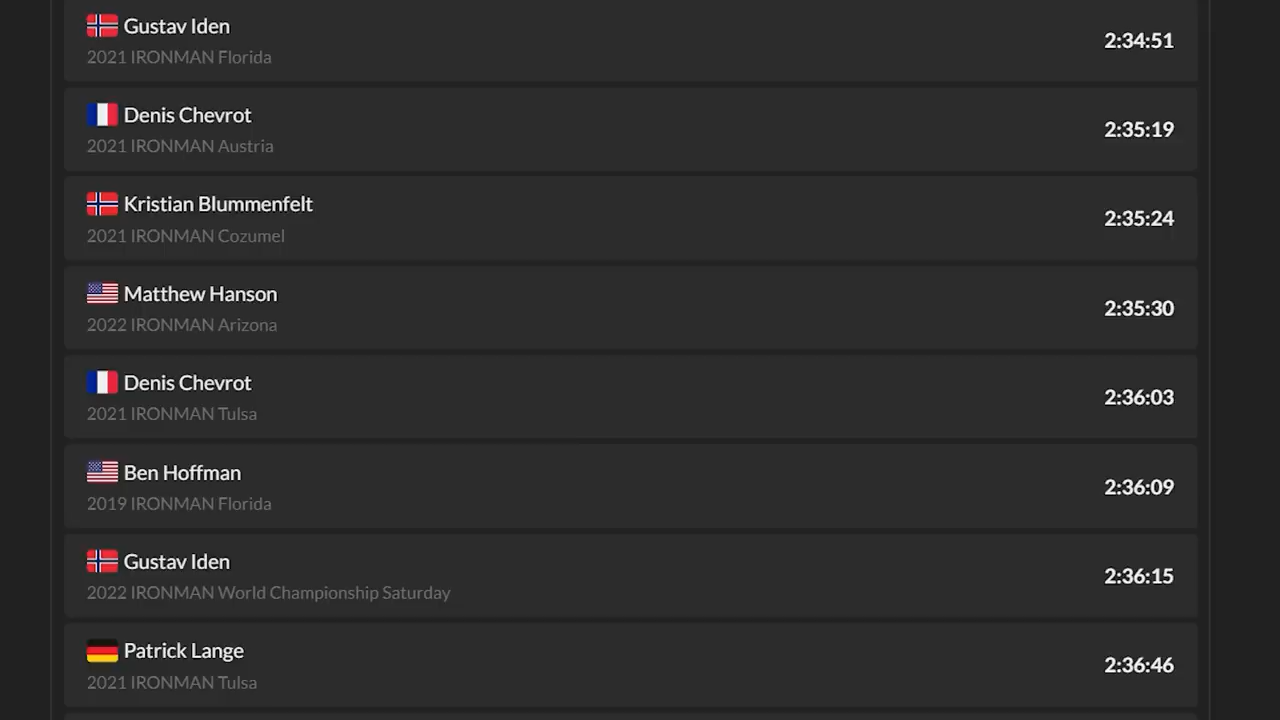 Gustav Iden
2021 IRONMAN Florida
2:34:51
Denis Chevrot
2021 IRONMAN Austria
2:35:19
Kristian Blummenfelt
2021 IRONMAN Cozumel
2:35:24
Matthew Hanson
2022 IRONMAN Arizona
2:35:30
Denis Chevrot
2021 IRONMAN Tulsa
2:36:03
Ben Hoffman
2019 IRONMAN Florida
2:36:09
Gustav Iden
2022 IRONMAN World Championship Saturday
2:36:15
Patrick Lange
2021 IRONMAN Tulsa
2:36:46